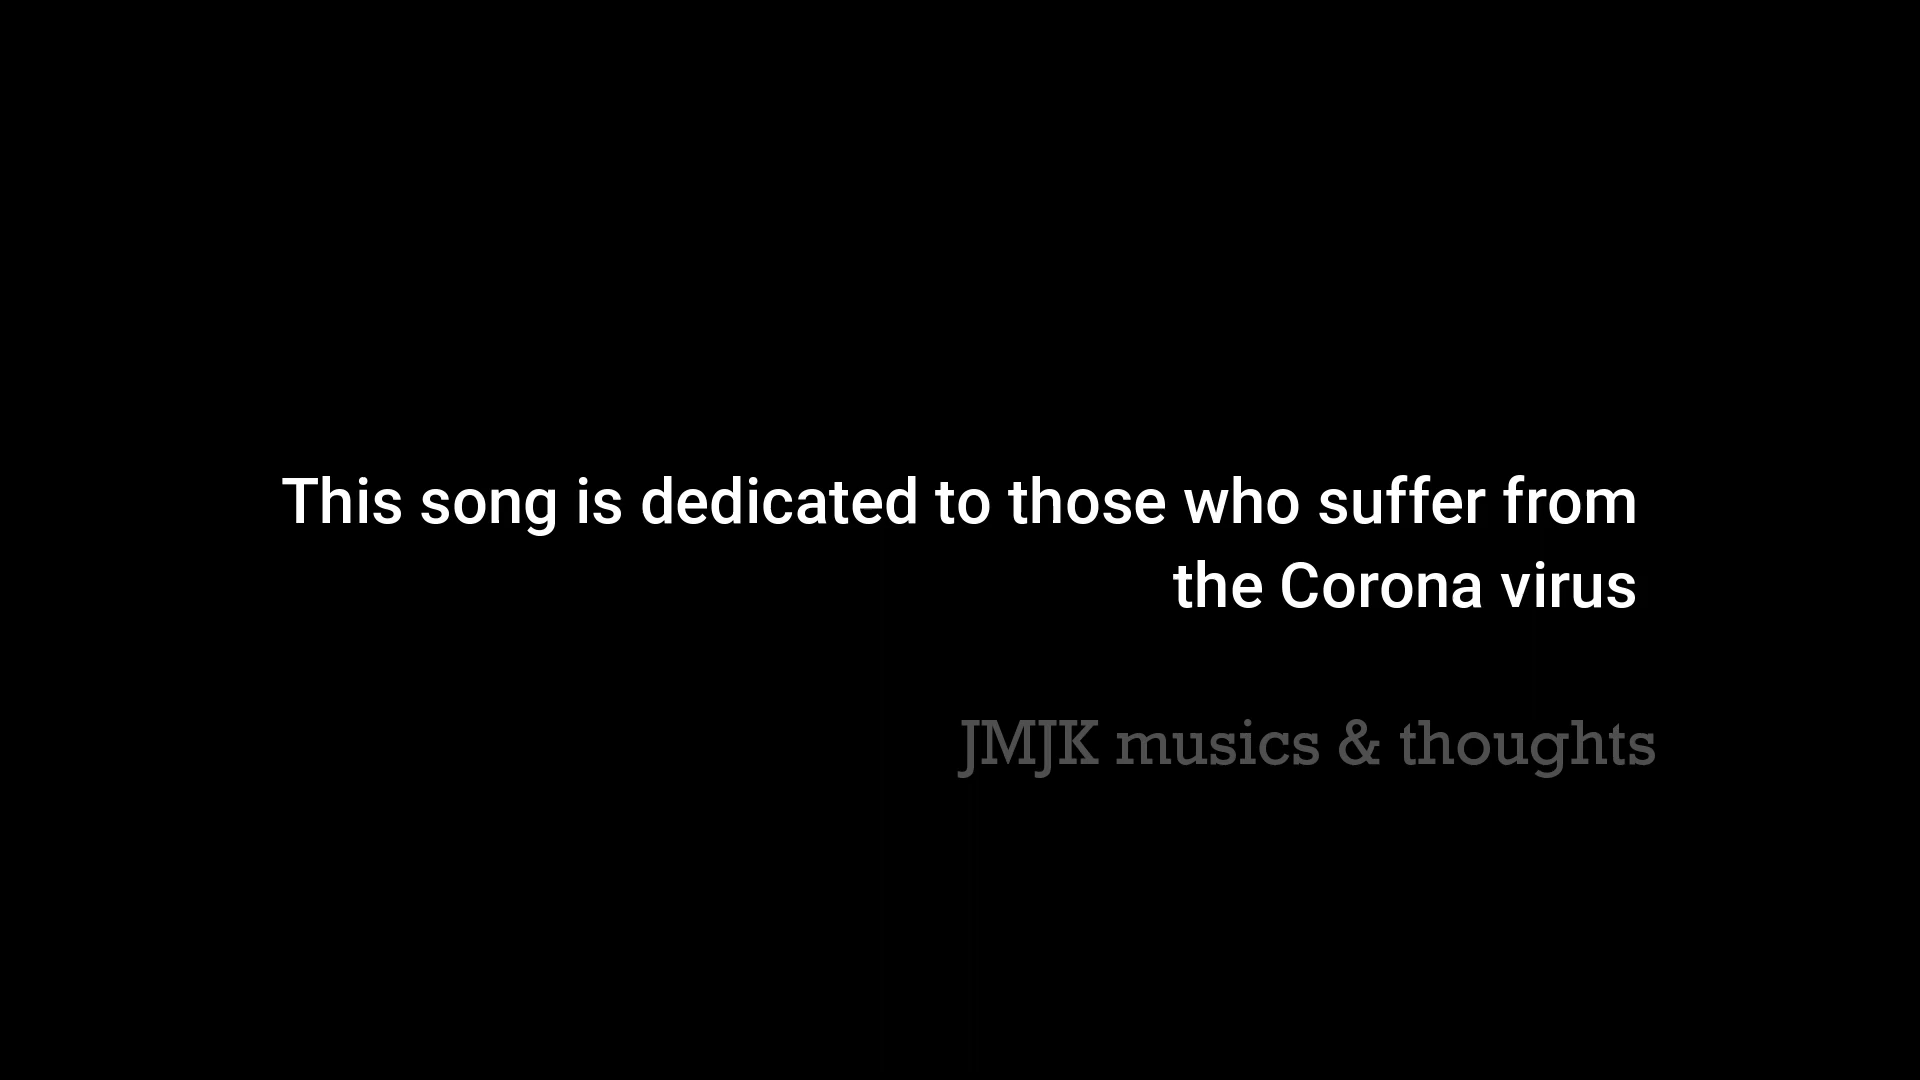 This song is dedicated to those who suffer from
the Corona virus
JMJK musics & thoughts